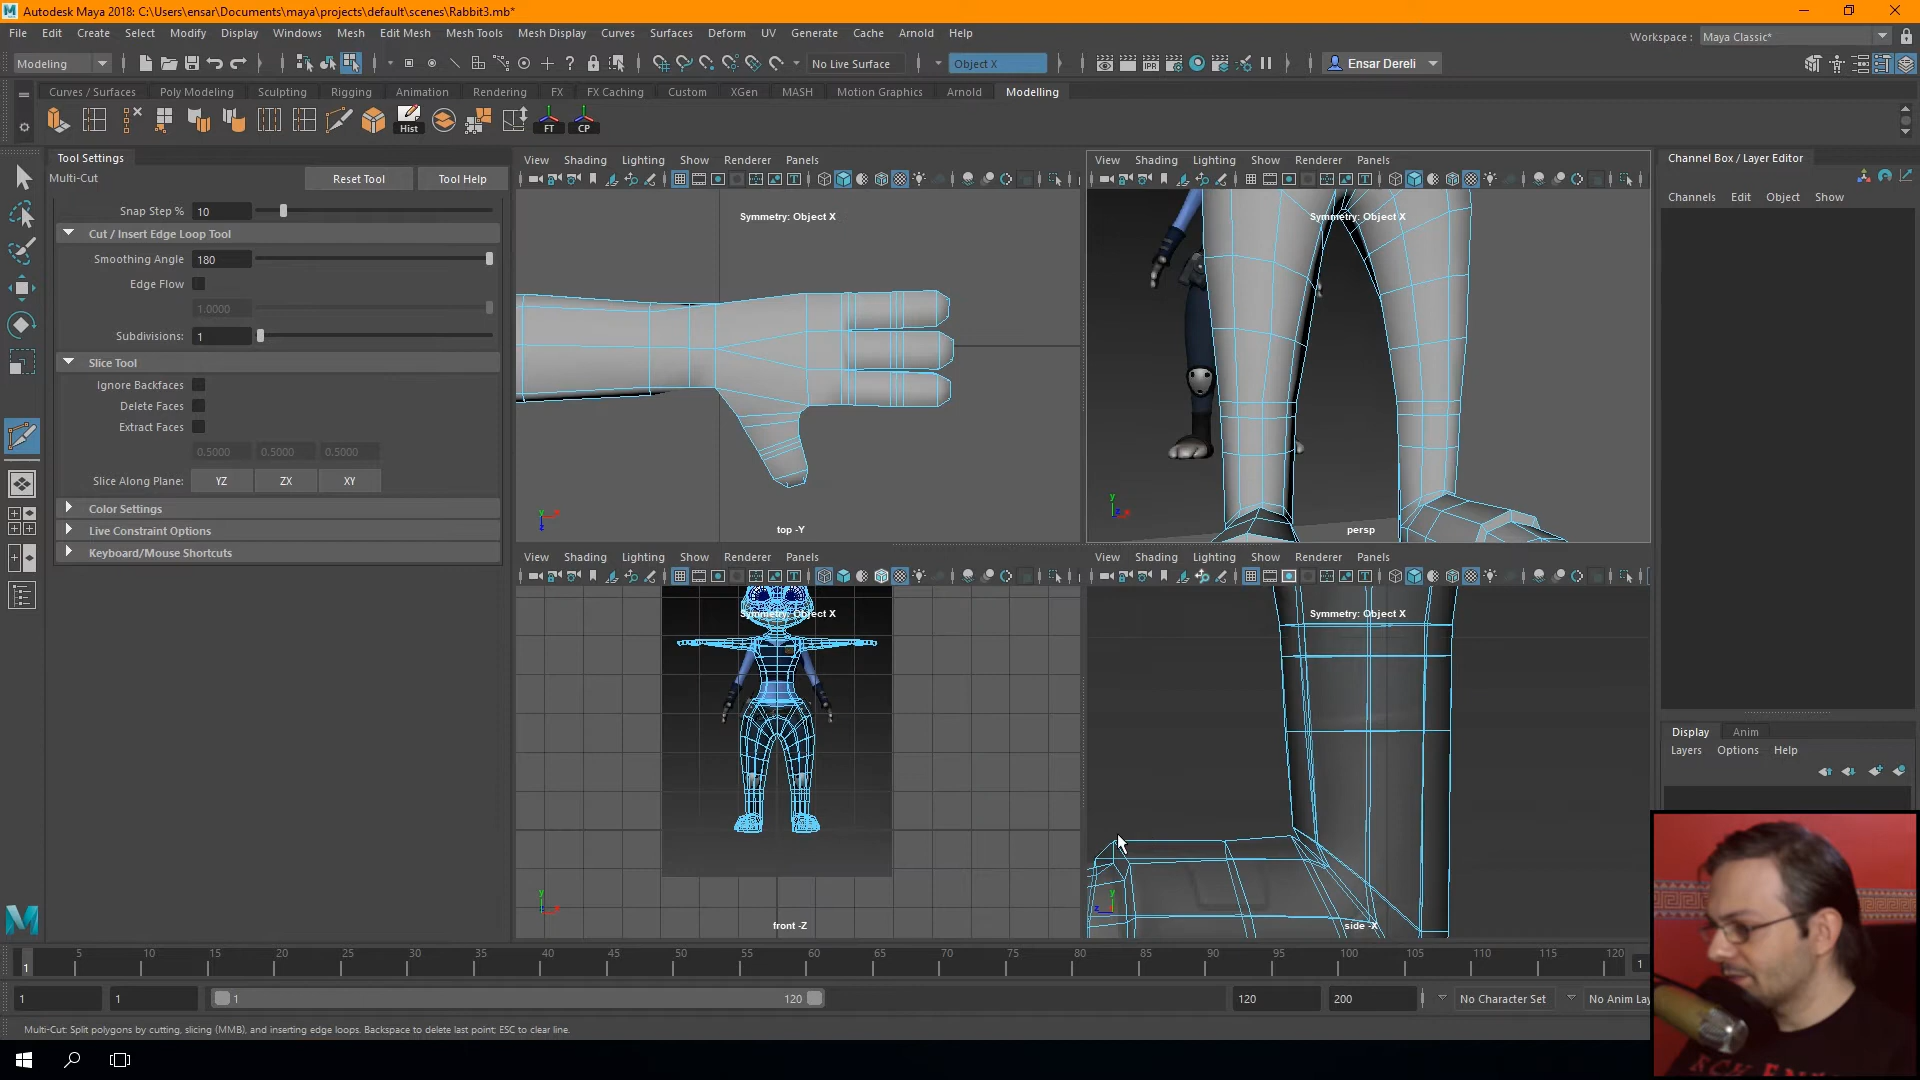 Autodesk Maya 2018: C:\Users\ensar\Documents\maya\projects\default\scenes\Rabbit3.mb*
File Edit Create Select Modify Display Windows Mesh Edit Mesh Mesh Tools Mesh Display Curves Surfaces Deform UV Generate Cache Arnold Help
Workspace : Maya Classic*
Modeling No Live Surface Object X Ensar Dereli
Curves / Surfaces Poly Modeling Sculpting Rigging Animation Rendering FX FX Caching Custom XGen MASH Motion Graphics Arnold Modelling
IPR
Hist FT CP
Tool Settings
Multi-Cut Reset Tool Tool Help
Snap Step % 10
Cut / Insert Edge Loop Tool
Smoothing Angle 180
Edge Flow
1.0000
Subdivisions: 1
Slice Tool
Ignore Backfaces
Delete Faces
Extract Faces
0.5000 0.5000 0.5000
Slice Along Plane: YZ ZX XY
Color Settings
Live Constraint Options
Keyboard/Mouse Shortcuts
View Shading Lighting Show Renderer Panels
Symmetry: Object X
top -Y
View Shading Lighting Show Renderer Panels
Symmetry: Object X
persp
View Shading Lighting Show Renderer Panels
Symmetry: Object X
front -Z
View Shading Lighting Show Renderer Panels
Symmetry: Object X
side -X
Channel Box / Layer Editor
Channels Edit Object Show
Display Anim
Layers Options Help
1 5 10 15 20 25 30 35 40 45 50 55 60 65 70 75 80 85 90 95 100 105 110 115 120 1
1 1 1 120 120 200 No Character Set No Anim Lay
Multi-Cut: Split polygons by cutting, slicing (MMB), and inserting edge loops. Backspace to delete last point; ESC to clear line.